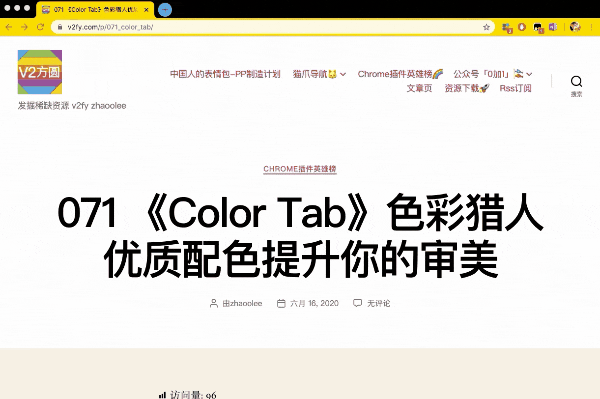 071 《Color Tab》色彩猎人优
v2fy.com/p/071_color_tab/
V2方圆
发掘稀缺资源 v2fy zhaoolee
中国人的表情包-PP制造计划 猫爪导航 Chrome插件英雄榜🌈 公众号「0加1」
文章页 资源下载🚀 Rss订阅
搜索
CHROME插件英雄榜
071 《Color Tab》色彩猎人
优质配色提升你的审美
由zhaoolee 六月 16, 2020 无评论
访问量: 96